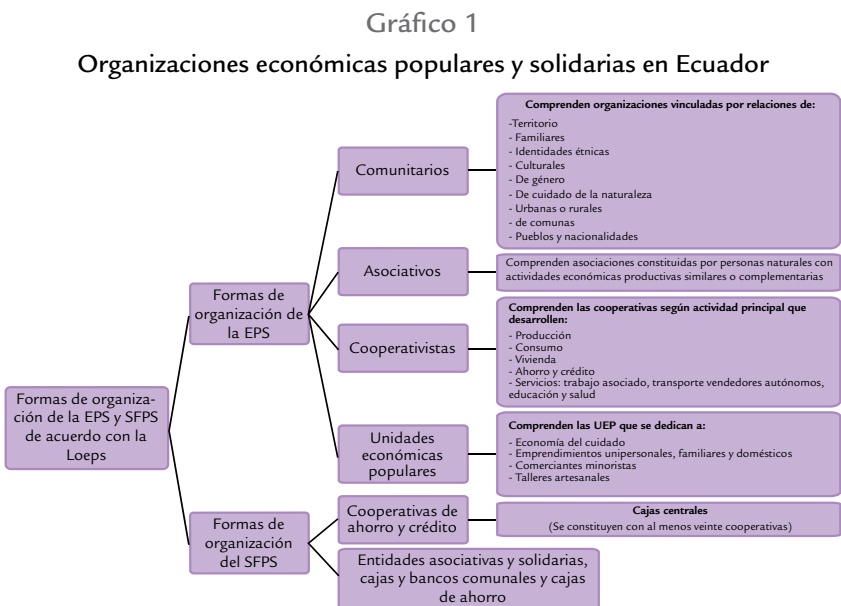 Gráfico 1
Organizaciones económicas populares y solidarias en Ecuador
Formas de organiza-
ción de la EPS y SFPS
de acuerdo con la
Loeps
Formas de
organización de
la EPS
Comunitarios
Comprenden organizaciones vinculadas por relaciones de:
-Territorio
- Familiares
- Identidades étnicas
- Culturales
- De género
- De cuidado de la naturaleza
- Urbanas o rurales
- de comunas
- Pueblos y nacionalidades
Asociativos
Comprenden asociaciones constituidas por personas naturales con
actividades económicas productivas similares o complementarias
Cooperativistas
Comprenden las cooperativas según actividad principal que
desarrollen:
- Producción
- Consumo
- Vivienda
- Ahorro y crédito
- Servicios: trabajo asociado, transporte vendedores autónomos,
educación y salud
Unidades
económicas
populares
Comprenden las UEP que se dedican a:
- Economía del cuidado
- Emprendimientos unipersonales, familiares y domésticos
- Comerciantes minoristas
- Talleres artesanales
Formas de
organización
del SFPS
Cooperativas de
ahorro y crédito
Cajas centrales
(Se constituyen con al menos veinte cooperativas)
Entidades asociativas y solidarias,
cajas y bancos comunales y cajas
de ahorro